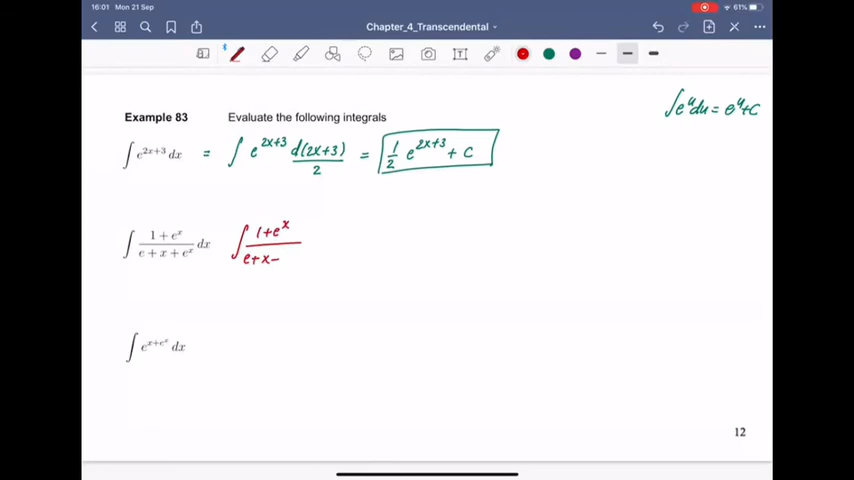 16:01 Mon 21 Sep
61%
Chapter_4_Transcendental
Example 83 Evaluate the following integrals
∫e^u du = e^u + C
∫ e^{2x+3} dx = ∫ e^{2x+3} d(2x+3)/2 = 1/2 e^{2x+3} + C
∫ (1 + e^x)/(e + x + e^x) dx ∫ (1+e^x)/(e+x-
∫ e^{x+e^x} dx
12